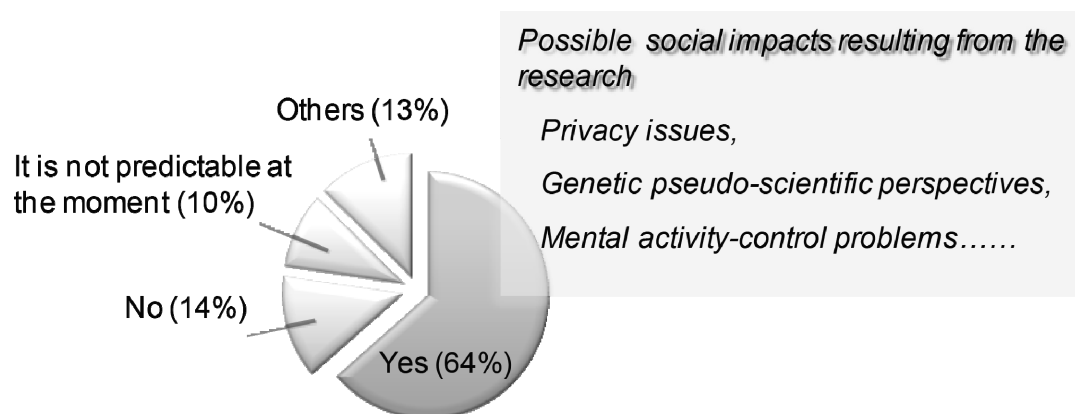 Possible social impacts resulting from the
research
Privacy issues,
Genetic pseudo-scientific perspectives,
Mental activity-control problems……
Others (13%)
It is not predictable at
the moment (10%)
No (14%)
Yes (64%)